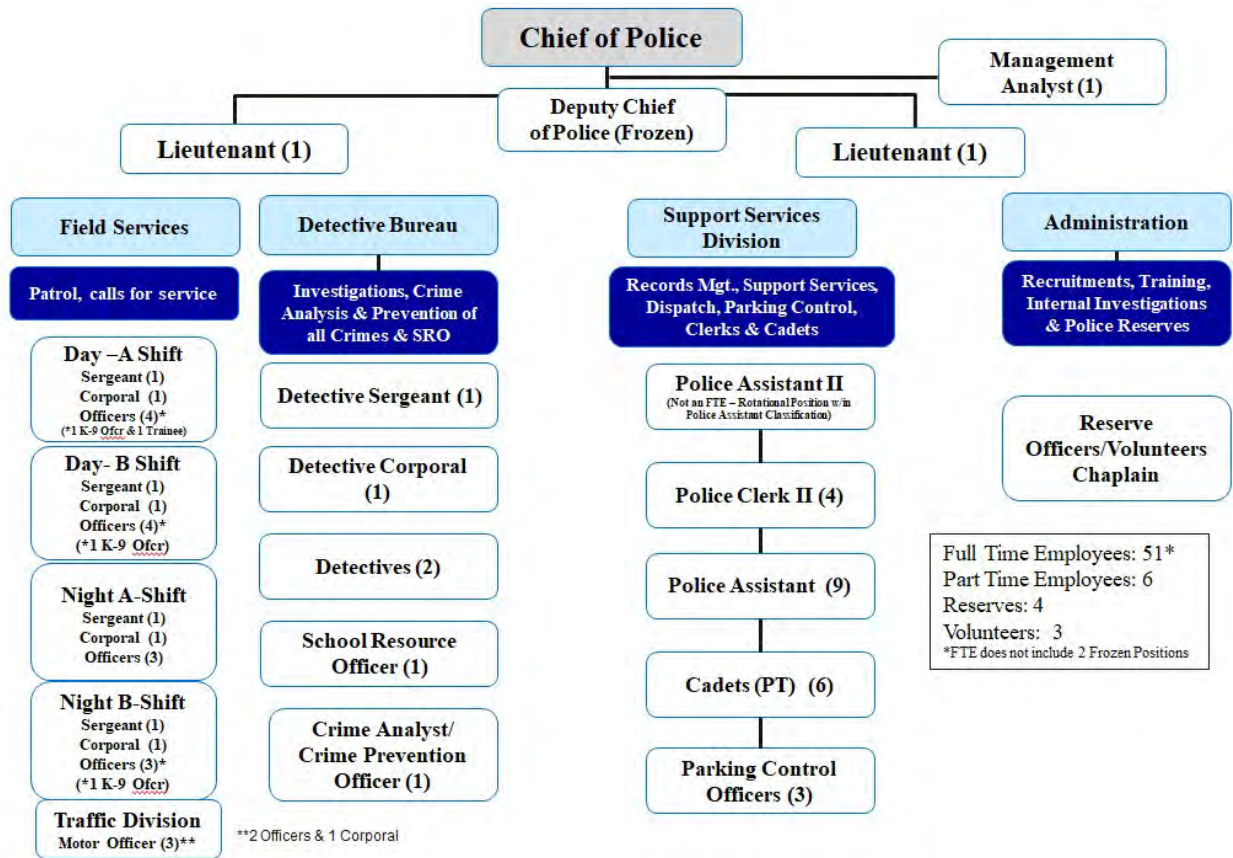 Chief of Police
Management
Analyst (1)
Deputy Chief
of Police (Frozen)
Lieutenant (1)
Lieutenant (1)
Field Services
Patrol, calls for service
Day –A Shift
Sergeant (1)
Corporal (1)
Officers (4)*
(*1 K-9 Ofcr & 1 Trainee)
Day- B Shift
Sergeant (1)
Corporal (1)
Officers (4)*
(*1 K-9 Ofcr)
Night A-Shift
Sergeant (1)
Corporal (1)
Officers (3)
Night B-Shift
Sergeant (1)
Corporal (1)
Officers (3)*
(*1 K-9 Ofcr)
Traffic Division
Motor Officer (3)**
**2 Officers & 1 Corporal
Detective Bureau
Investigations, Crime
Analysis & Prevention of
all Crimes & SRO
Detective Sergeant (1)
Detective Corporal
(1)
Detectives (2)
School Resource
Officer (1)
Crime Analyst/
Crime Prevention
Officer (1)
Support Services
Division
Records Mgt., Support Services,
Dispatch, Parking Control,
Clerks & Cadets
Police Assistant II
(Not an FTE – Rotational Position w/in
Police Assistant Classification)
Police Clerk II (4)
Police Assistant (9)
Cadets (PT) (6)
Parking Control
Officers (3)
Administration
Recruitments, Training,
Internal Investigations
& Police Reserves
Reserve
Officers/Volunteers
Chaplain
Full Time Employees: 51*
Part Time Employees: 6
Reserves: 4
Volunteers: 3
*FTE does not include 2 Frozen Positions